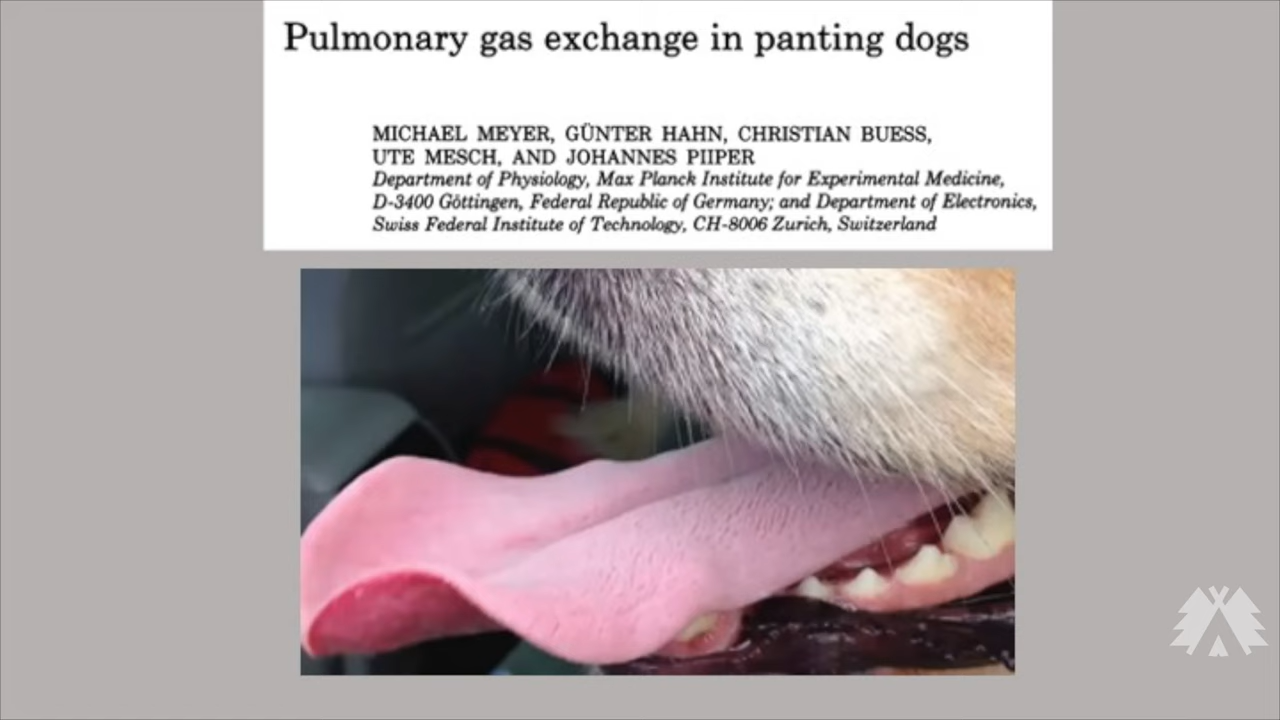 Pulmonary gas exchange in panting dogs
MICHAEL MEYER, GÜNTER HAHN, CHRISTIAN BUESS,
UTE MESCH, AND JOHANNES PIIPER
Department of Physiology, Max Planck Institute for Experimental Medicine,
D-3400 Göttingen, Federal Republic of Germany; and Department of Electronics,
Swiss Federal Institute of Technology, CH-8006 Zurich, Switzerland